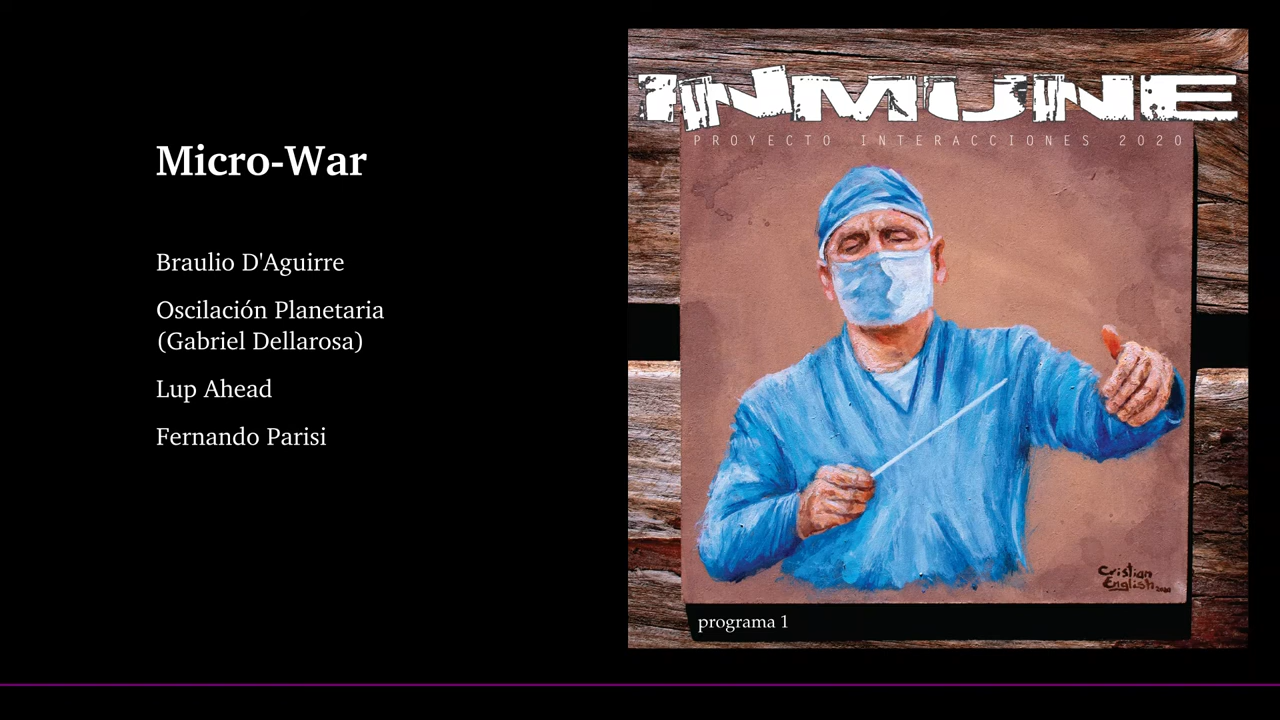 Micro-War
Braulio D'Aguirre
Oscilación Planetaria
(Gabriel Dellarosa)
Lup Ahead
Fernando Parisi
INMUNE
PROYECTO INTERACCIONES 2020
Cristian
English
programa 1